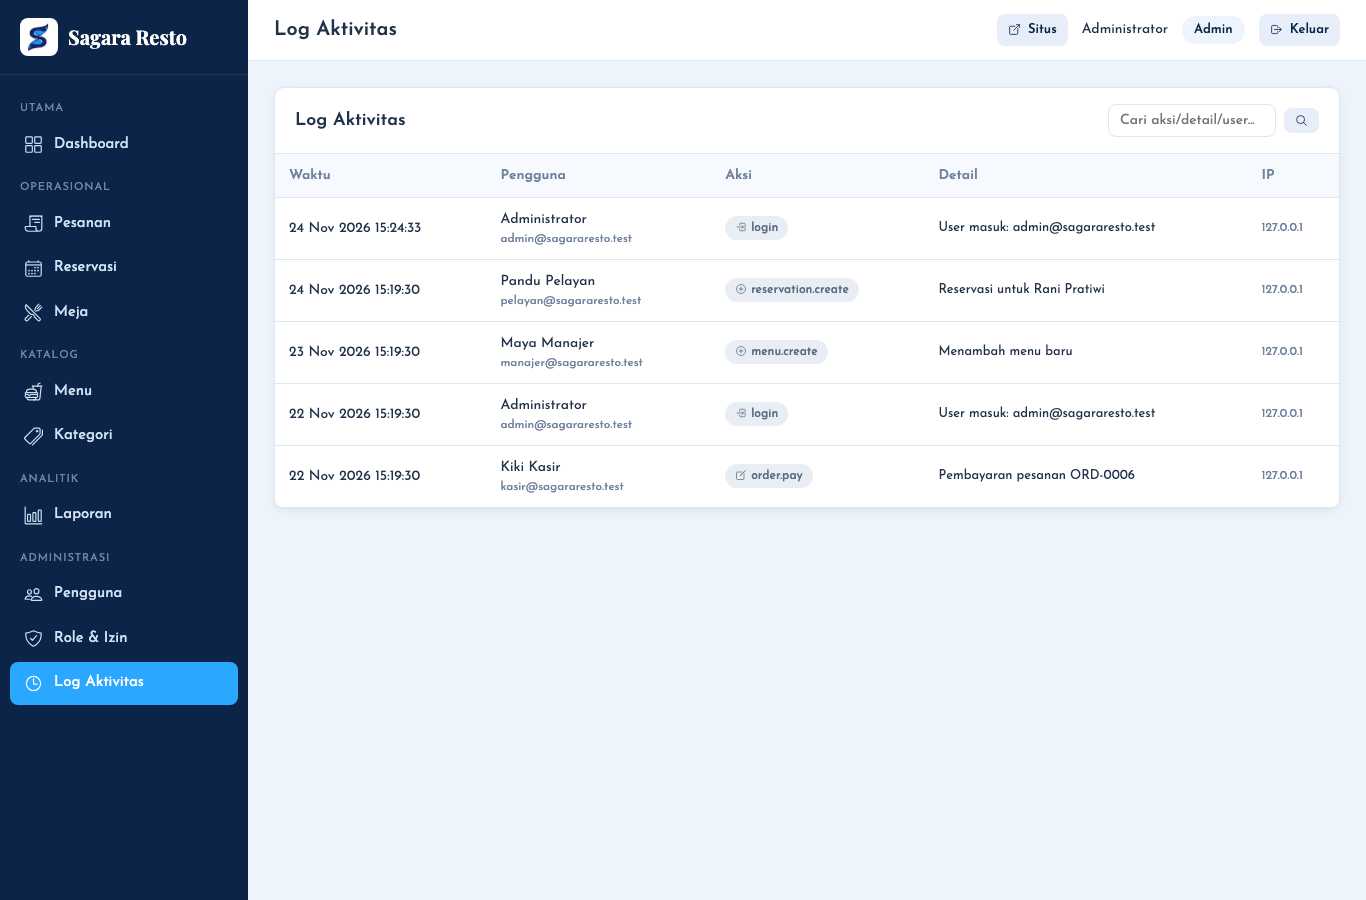 Sagara Resto
UTAMA
Dashboard
OPERASIONAL
Pesanan
Reservasi
Meja
KATALOG
Menu
Kategori
ANALITIK
Laporan
ADMINISTRASI
Pengguna
Role & Izin
Log Aktivitas
Log Aktivitas
Situs
Administrator
Admin
Keluar
Log Aktivitas
Cari aksi/detail/user...
Waktu Pengguna Aksi Detail IP
24 Nov 2026 15:24:33 Administrator login User masuk: admin@sagararesto.test 127.0.0.1
admin@sagararesto.test
24 Nov 2026 15:19:30 Pandu Pelayan reservation.create Reservasi untuk Rani Pratiwi 127.0.0.1
pelayan@sagararesto.test
23 Nov 2026 15:19:30 Maya Manajer menu.create Menambah menu baru 127.0.0.1
manajer@sagararesto.test
22 Nov 2026 15:19:30 Administrator login User masuk: admin@sagararesto.test 127.0.0.1
admin@sagararesto.test
22 Nov 2026 15:19:30 Kiki Kasir order.pay Pembayaran pesanan ORD-0006 127.0.0.1
kasir@sagararesto.test